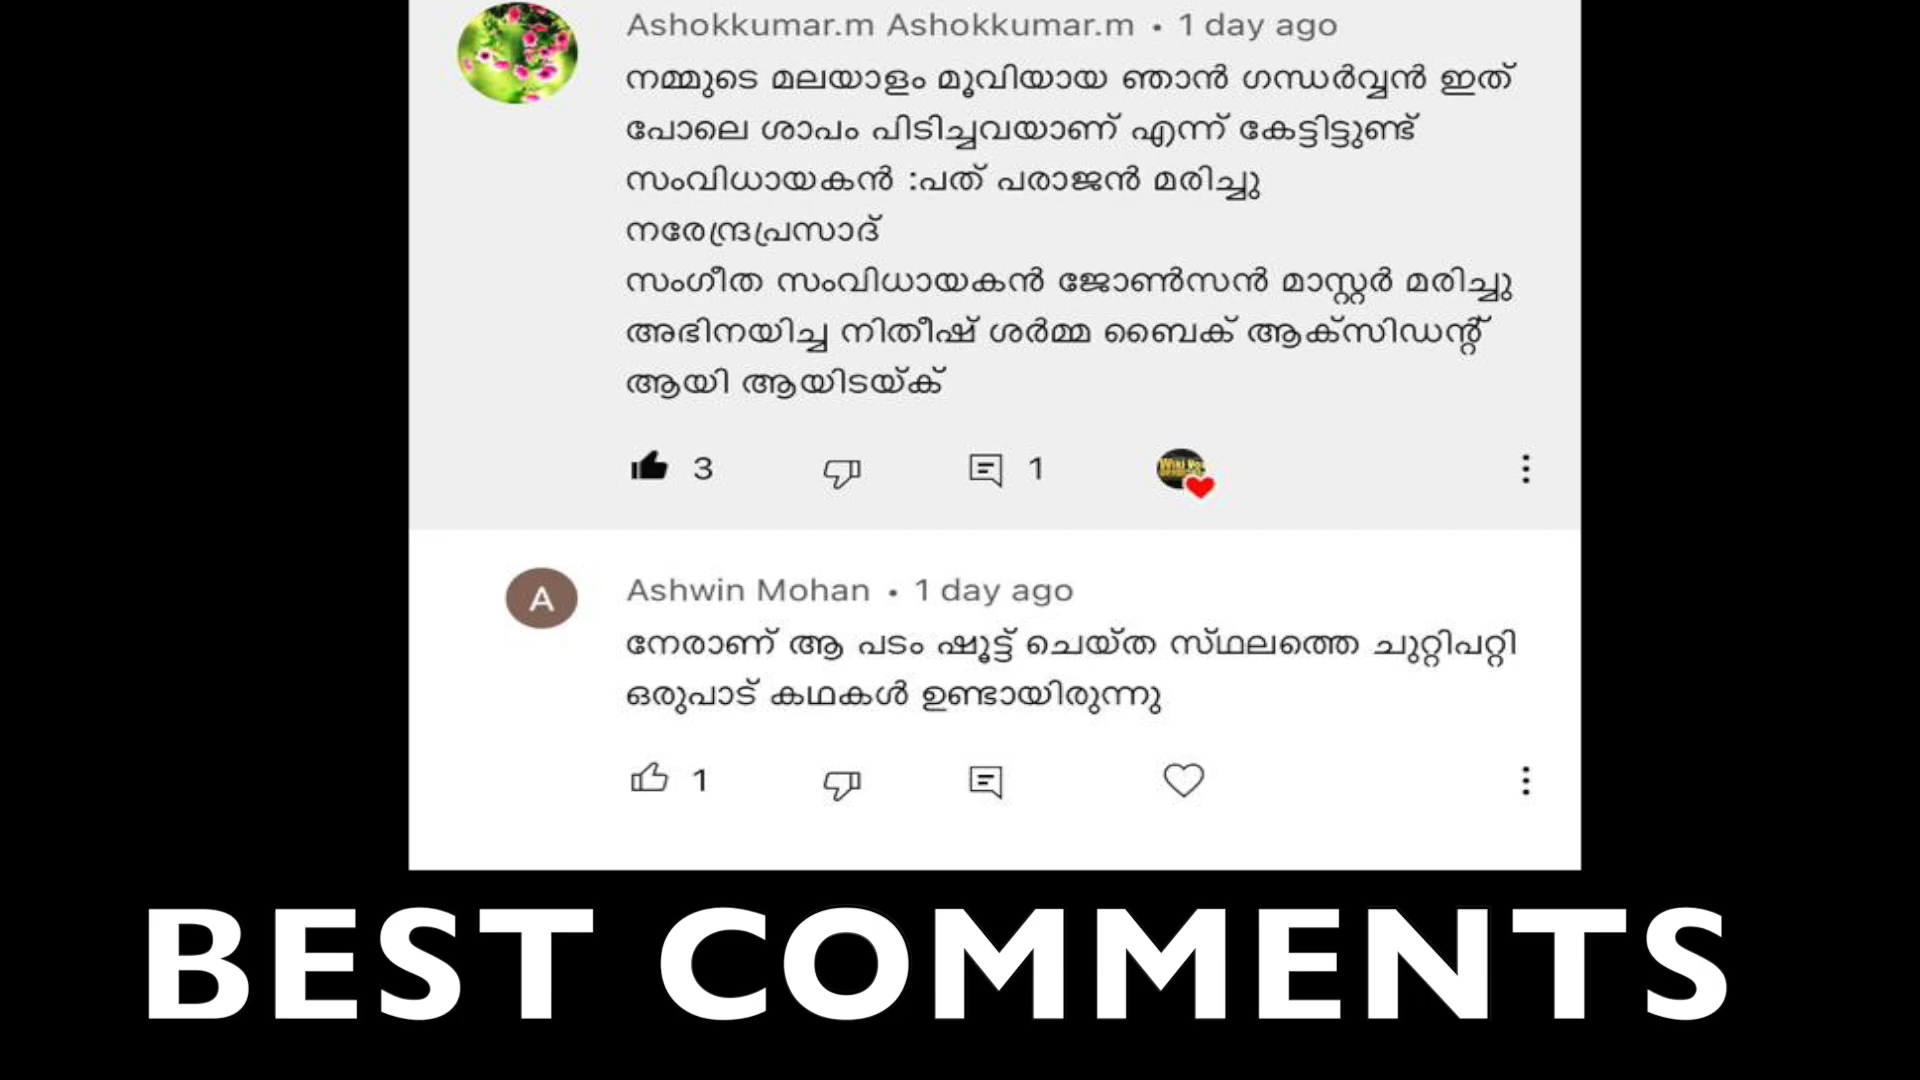 Ashokkumar.m Ashokkumar.m • 1 day ago
നമ്മുടെ മലയാളം മൂവിയായ ഞാൻ ഗന്ധർവ്വൻ ഇത്
പോലെ ശാപം പിടിച്ചവയാണ് എന്ന് കേട്ടിട്ടുണ്ട്
സംവിധായകൻ :പത് പരാജൻ മരിച്ചു
നരേന്ദ്രപ്രസാദ്
സംഗീത സംവിധായകൻ ജോൺസൻ മാസ്റ്റർ മരിച്ചു
അഭിനയിച്ച നിതീഷ് ശർമ്മ ബൈക് ആക്സിഡന്റ്
ആയി ആയിടയ്ക്
3 1
Ashwin Mohan • 1 day ago
നേരാണ് ആ പടം ഷൂട്ട് ചെയ്ത സ്ഥലത്തെ ചുറ്റിപറ്റി
ഒരുപാട് കഥകൾ ഉണ്ടായിരുന്നു
1
BEST COMMENTS